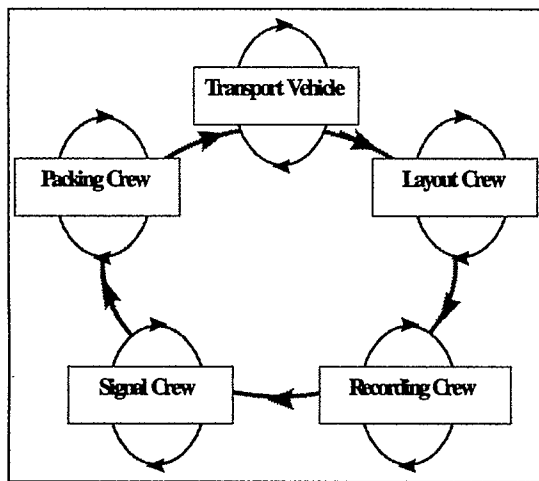 Transport Vehicle
Packing Crew
Layout Crew
Signal Crew
Recording Crew